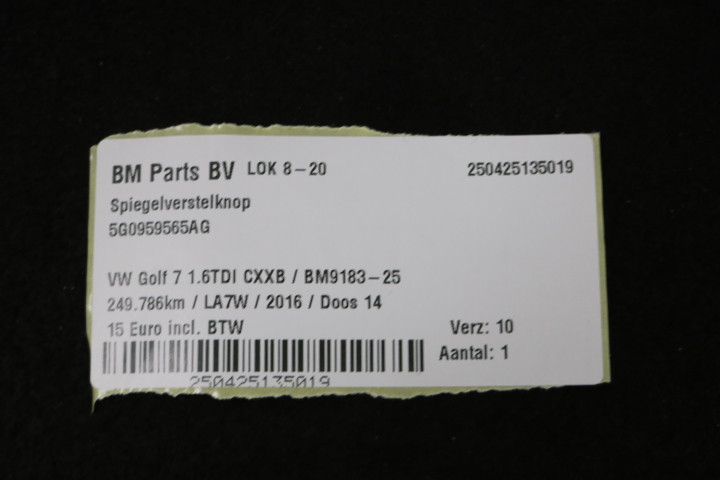 BM Parts BV LOK 8-20 250425135019
Spiegelverstelknop
5G0959565AG
VW Golf 7 1.6TDI CXXB / BM9183-25
249.786km / LA7W / 2016 / Doos 14
15 Euro incl. BTW Verz: 10
Aantal: 1
250425135019